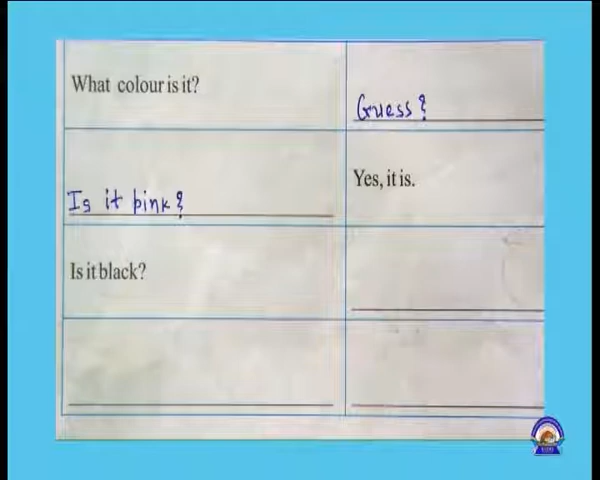 What colour is it?
Guess?
Is it pink?
Yes, it is.
Is it black?